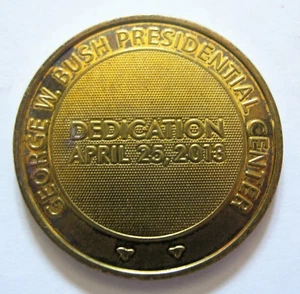 GEORGE W. BUSH PRESIDENTIAL CENTER
DEDICATION
APRIL 25, 2013